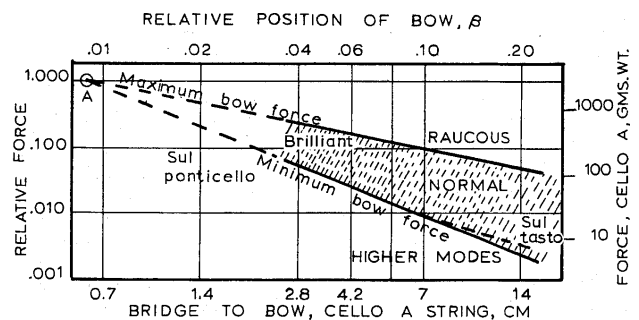 RELATIVE POSITION OF BOW, β
.01 .02 .04 .06 .10 .20
1.000
.100
.010
.001
RELATIVE FORCE
A
Maximum bow force
Brilliant
RAUCOUS
Sul
ponticello
Minimum bow force
NORMAL
Sul
tasto
HIGHER MODES
1000
100
10
FORCE, CELLO A, GMS.WT.
0.7 1.4 2.8 4.2 7 14
BRIDGE TO BOW, CELLO A STRING, CM